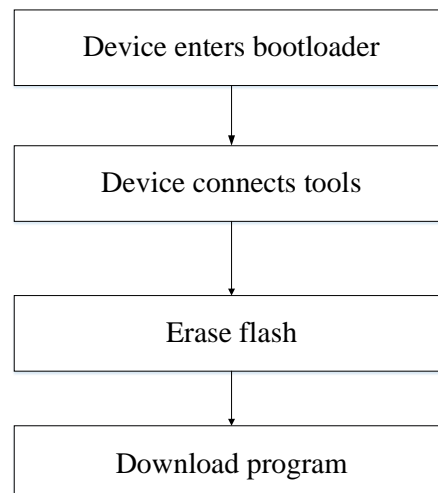 Device enters bootloader
Device connects tools
Erase flash
Download program